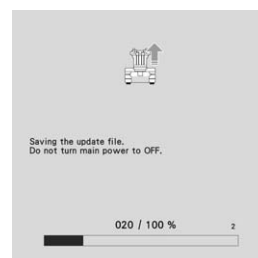 Saving the update file.
Do not turn main power to OFF.
020 / 100 % 2